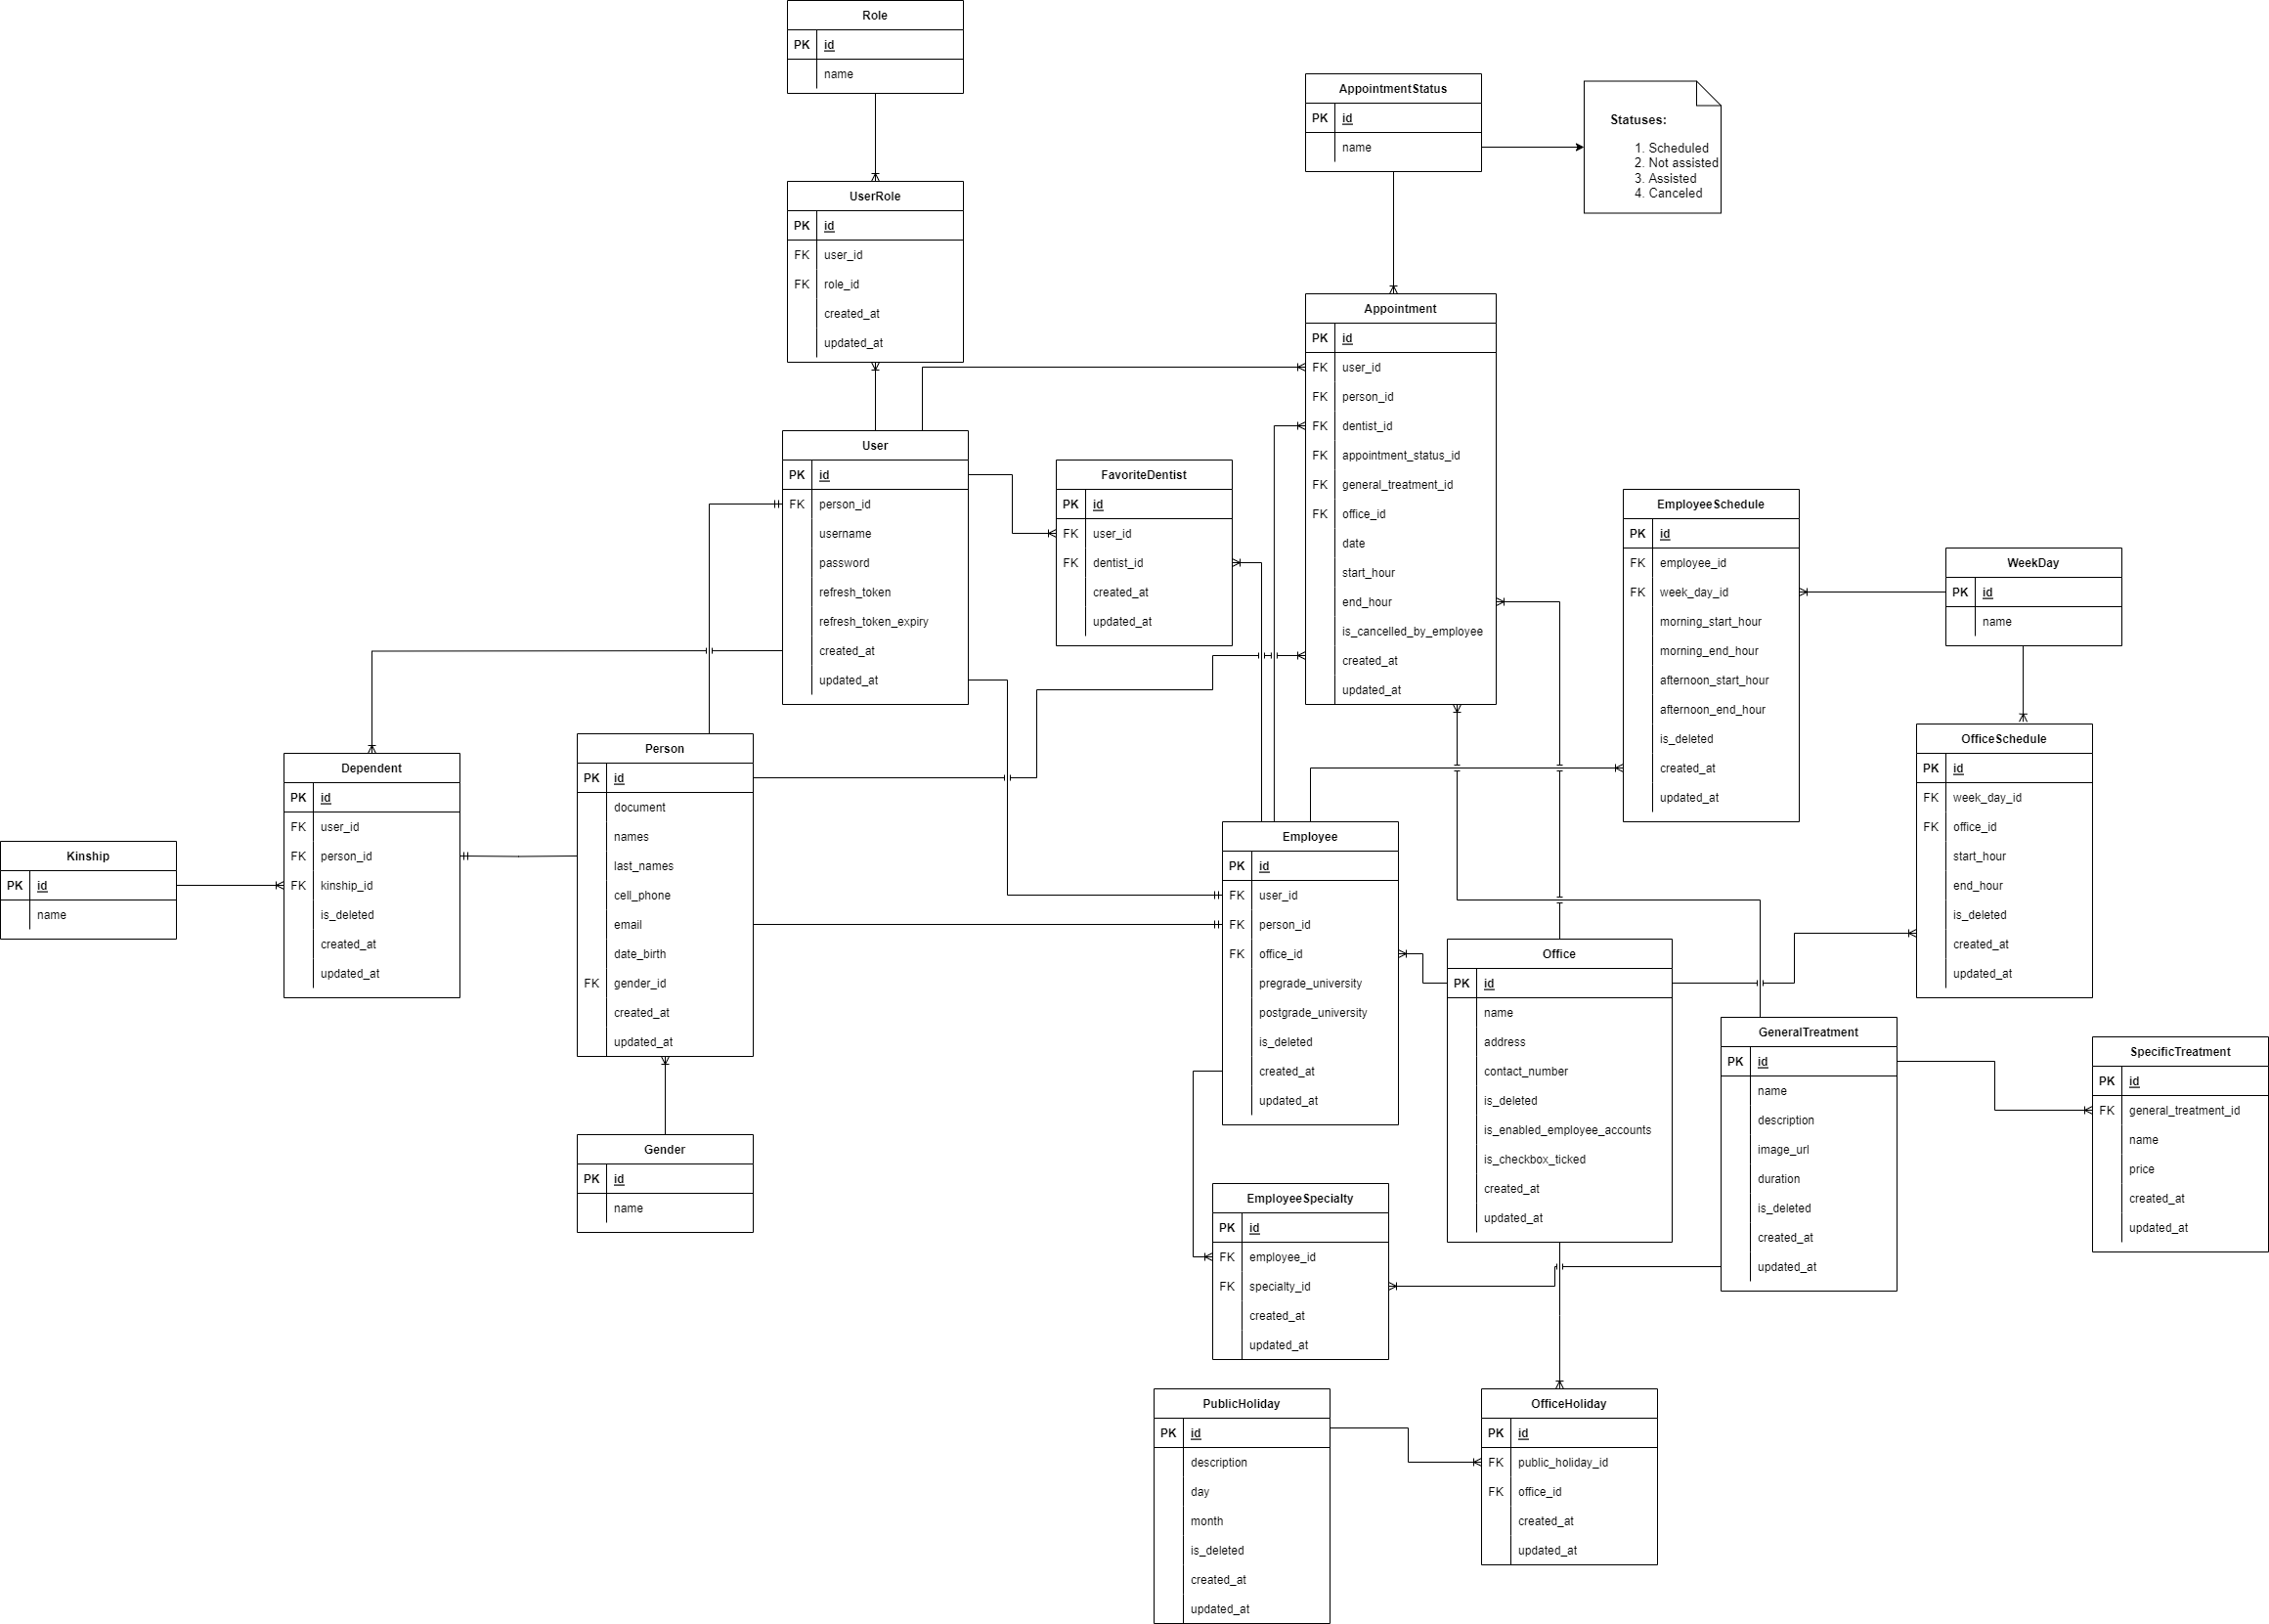 Role
PK id
name
AppointmentStatus
PK id
name
Statuses:
1. Scheduled
2. Not assisted
3. Assisted
4. Canceled
UserRole
PK id
FK user_id
FK role_id
created_at
updated_at
Appointment
PK id
FK user_id
FK person_id
FK dentist_id
FK appointment_status_id
FK general_treatment_id
FK office_id
date
start_hour
end_hour
is_cancelled_by_employee
created_at
updated_at
User
PK id
FK person_id
username
password
refresh_token
refresh_token_expiry
created_at
updated_at
FavoriteDentist
PK id
FK user_id
FK dentist_id
created_at
updated_at
EmployeeSchedule
PK id
FK employee_id
FK week_day_id
morning_start_hour
morning_end_hour
afternoon_start_hour
afternoon_end_hour
is_deleted
created_at
updated_at
WeekDay
PK id
name
OfficeSchedule
PK id
FK week_day_id
FK office_id
start_hour
end_hour
is_deleted
created_at
updated_at
Person
PK id
document
names
last_names
cell_phone
email
date_birth
FK gender_id
created_at
updated_at
Dependent
PK id
FK user_id
FK person_id
FK kinship_id
is_deleted
created_at
updated_at
Kinship
PK id
name
Employee
PK id
FK user_id
FK person_id
FK office_id
pregrade_university
postgrade_university
is_deleted
created_at
updated_at
Office
PK id
name
address
contact_number
is_deleted
is_enabled_employee_accounts
is_checkbox_ticked
created_at
updated_at
GeneralTreatment
PK id
name
description
image_url
duration
is_deleted
created_at
updated_at
SpecificTreatment
PK id
FK general_treatment_id
name
price
created_at
updated_at
Gender
PK id
name
EmployeeSpecialty
PK id
FK employee_id
FK specialty_id
created_at
updated_at
PublicHoliday
PK id
description
day
month
is_deleted
created_at
updated_at
OfficeHoliday
PK id
FK public_holiday_id
FK office_id
created_at
updated_at